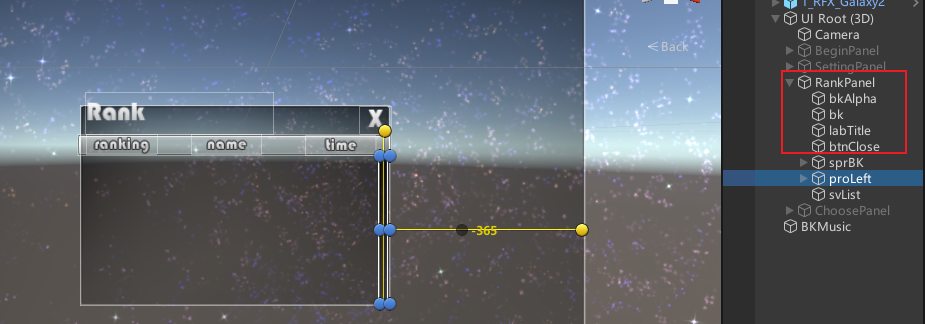 T_RFX_Galaxy2
UI Root (3D)
Camera
BeginPanel
SettingPanel
RankPanel
bkAlpha
bk
labTitle
btnClose
sprBK
proLeft
svList
ChoosePanel
BKMusic
< Back
Rank
X
ranking name time
-365